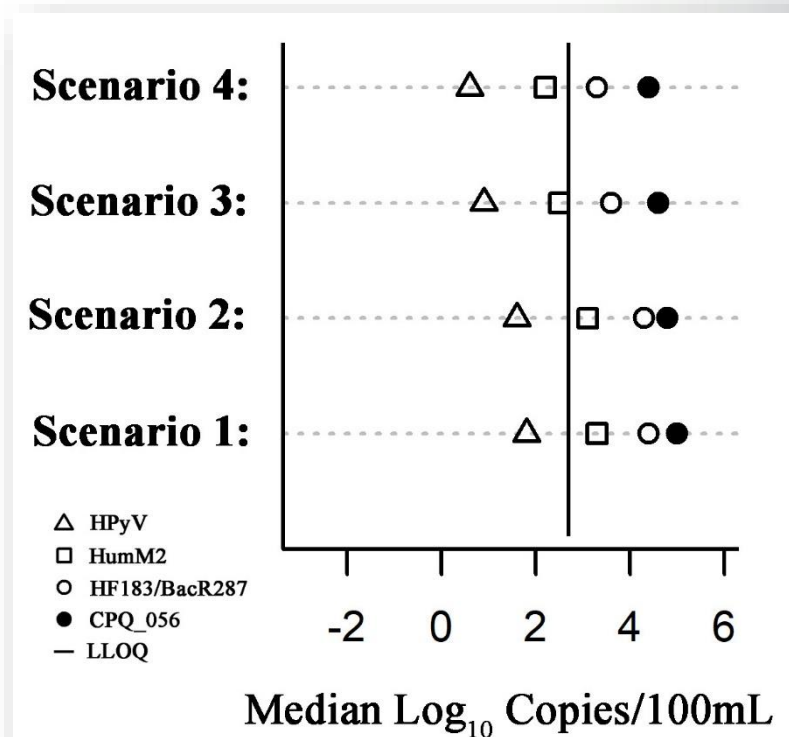 Scenario 4:
Scenario 3:
Scenario 2:
Scenario 1:
HPyV
HumM2
HF183/BacR287
CPQ_056
LLOQ
-2 0 2 4 6
Median Log₁₀ Copies/100mL